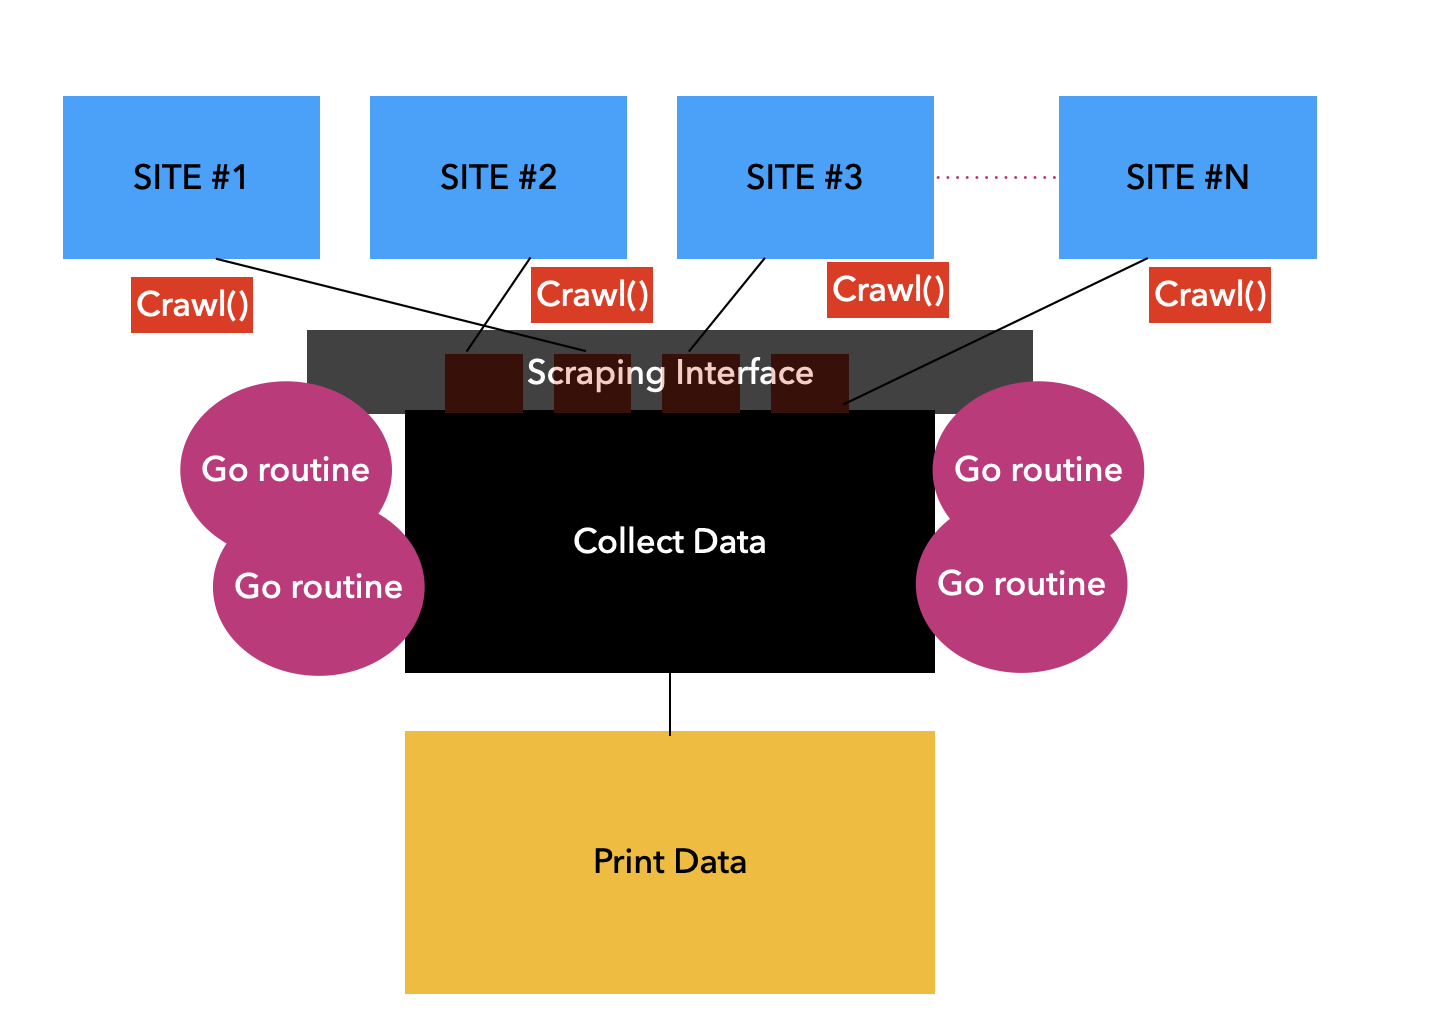 SITE #1
SITE #2
SITE #3
SITE #N
Crawl()
Crawl()
Crawl()
Crawl()
Scraping Interface
Go routine
Go routine
Collect Data
Go routine
Go routine
Print Data